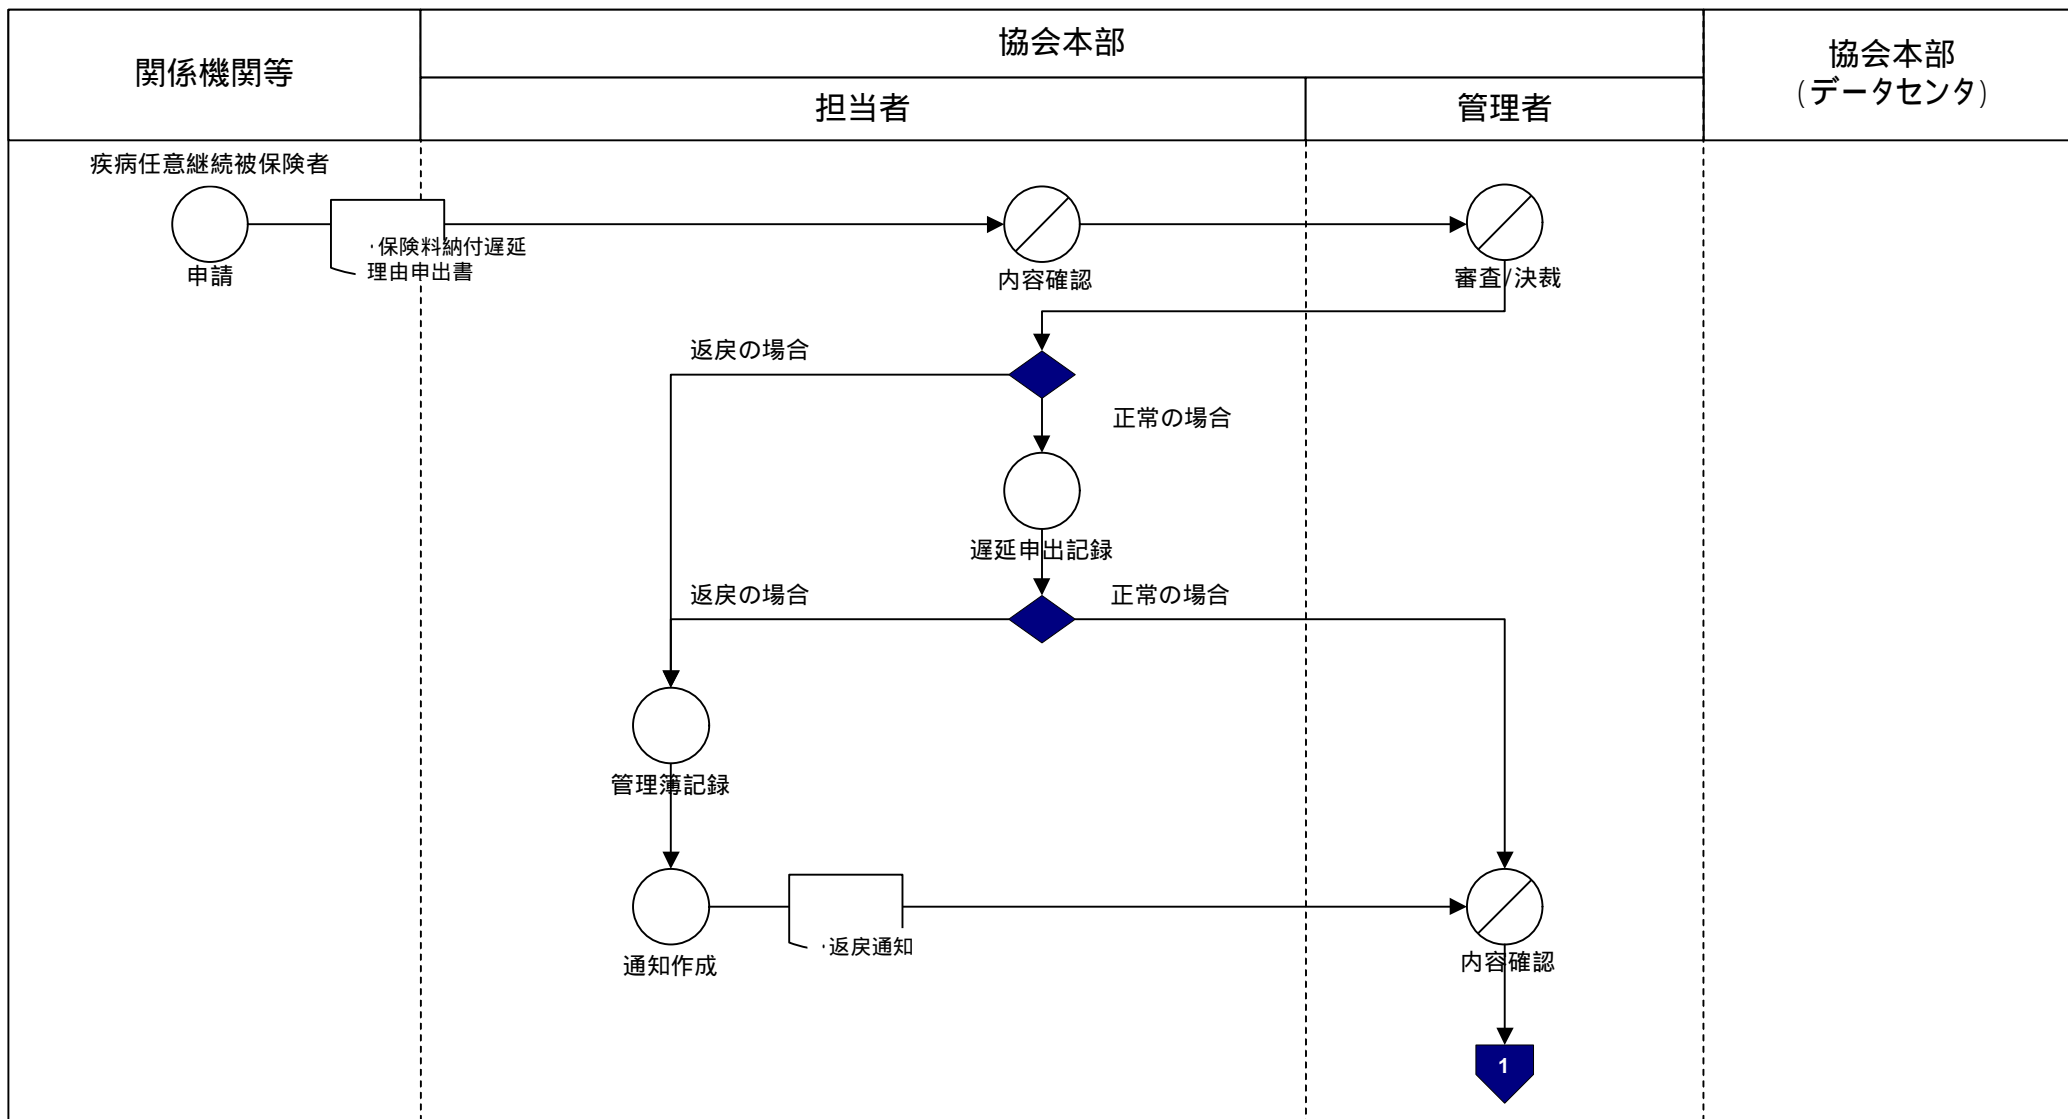 関係機関等
協会本部
担当者
管理者
協会本部
(データセンタ)
疾病任意継続被保険者
申請
・保険料納付遅延
理由申出書
内容確認
審査/決裁
返戻の場合
正常の場合
遅延申出記録
返戻の場合
正常の場合
管理簿記録
通知作成
・返戻通知
内容確認
1